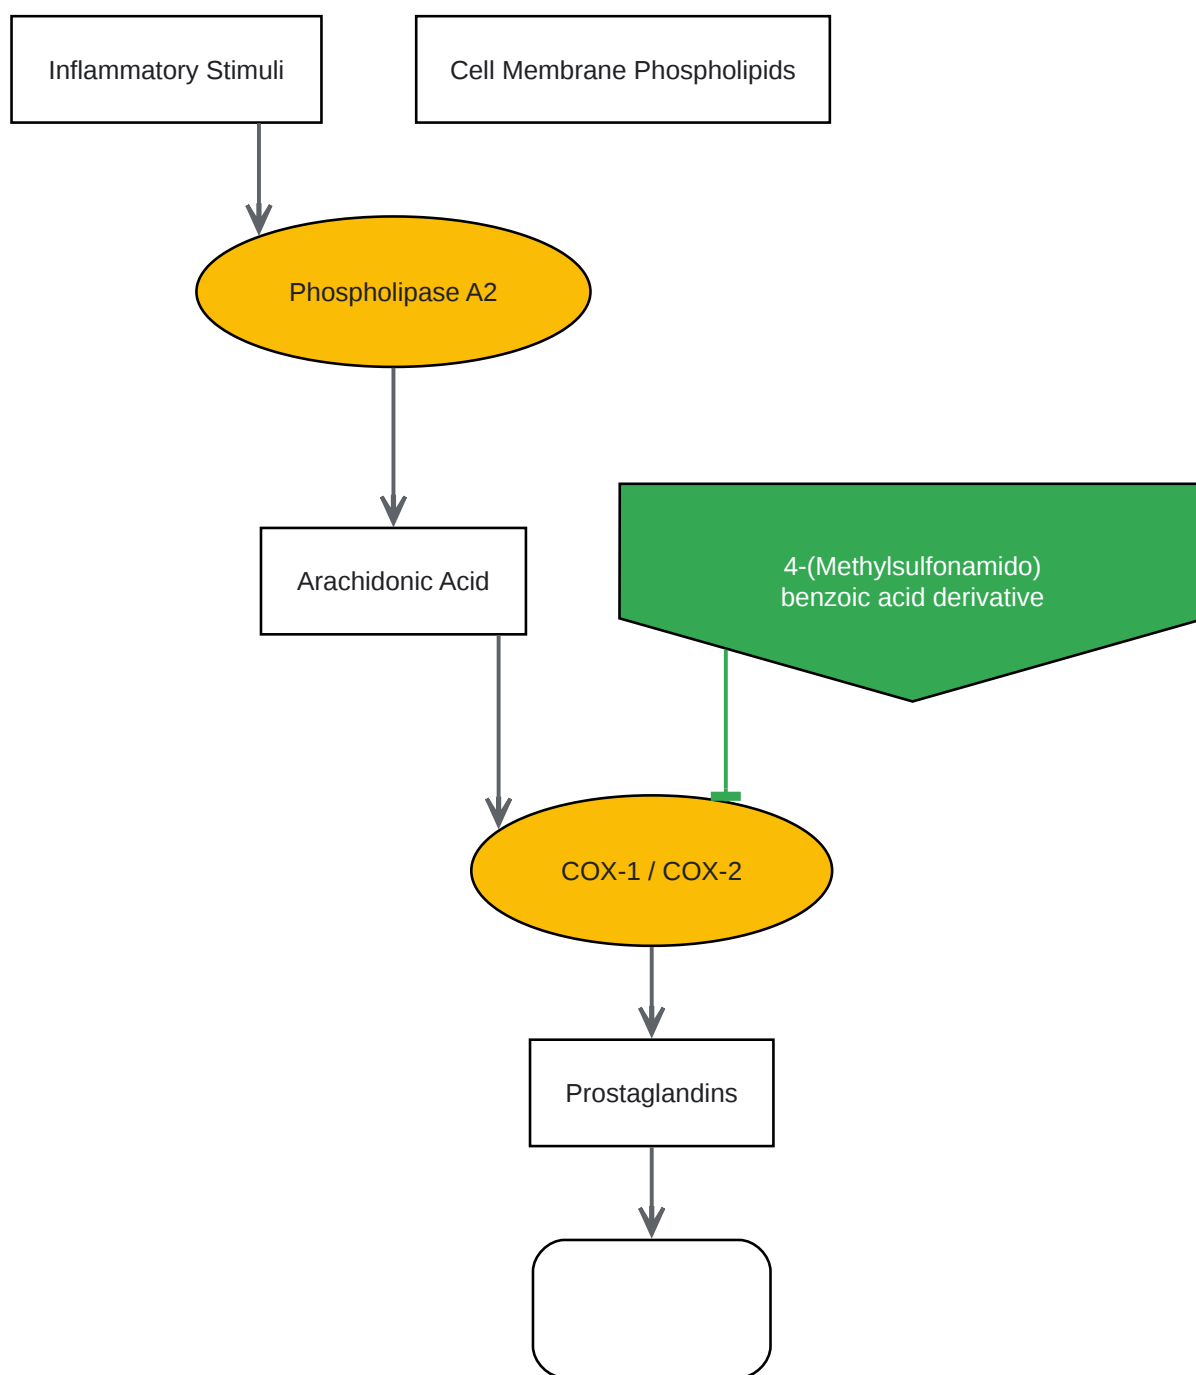 Inflammatory Stimuli
Cell Membrane Phospholipids
Phospholipase A2
Arachidonic Acid
4-(Methylsulfonamido)
benzoic acid derivative
COX-1 / COX-2
Prostaglandins